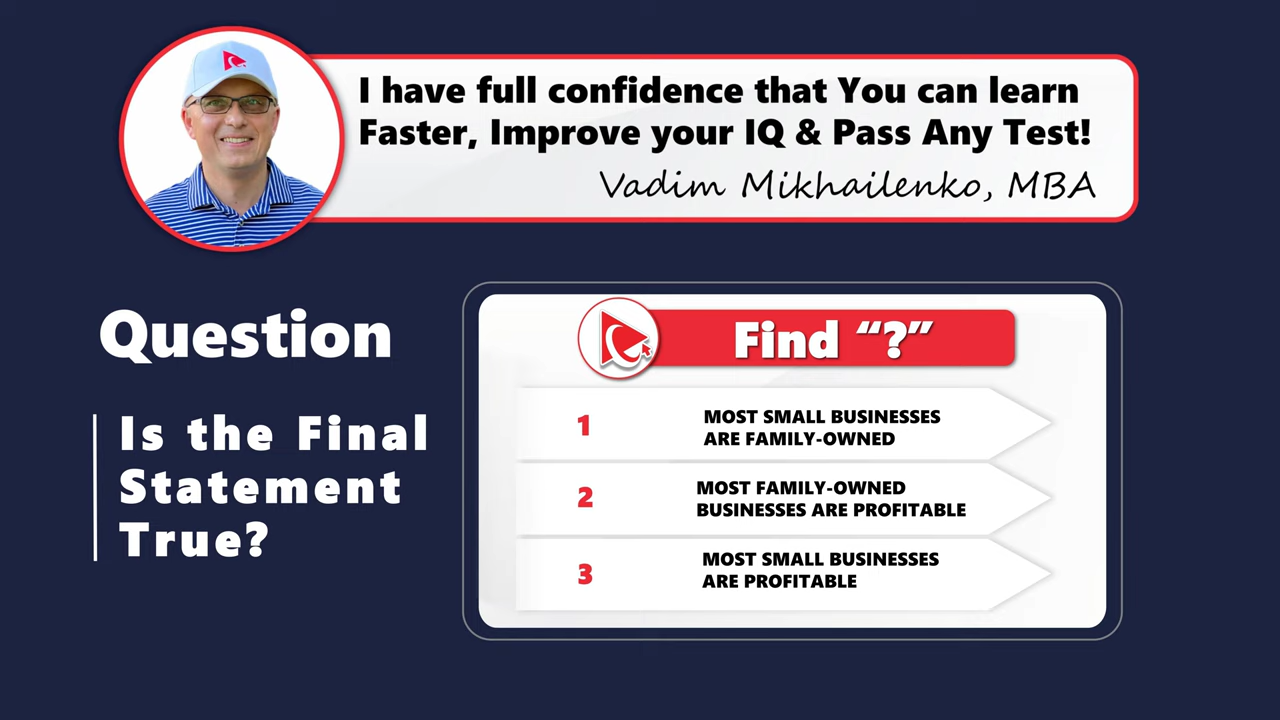 I have full confidence that You can learn
Faster, Improve your IQ & Pass Any Test!
Vadim Mikhailenko, MBA
Question
Is the Final
Statement
True?
Find “?”
1
MOST SMALL BUSINESSES
ARE FAMILY-OWNED
2
MOST FAMILY-OWNED
BUSINESSES ARE PROFITABLE
3
MOST SMALL BUSINESSES
ARE PROFITABLE